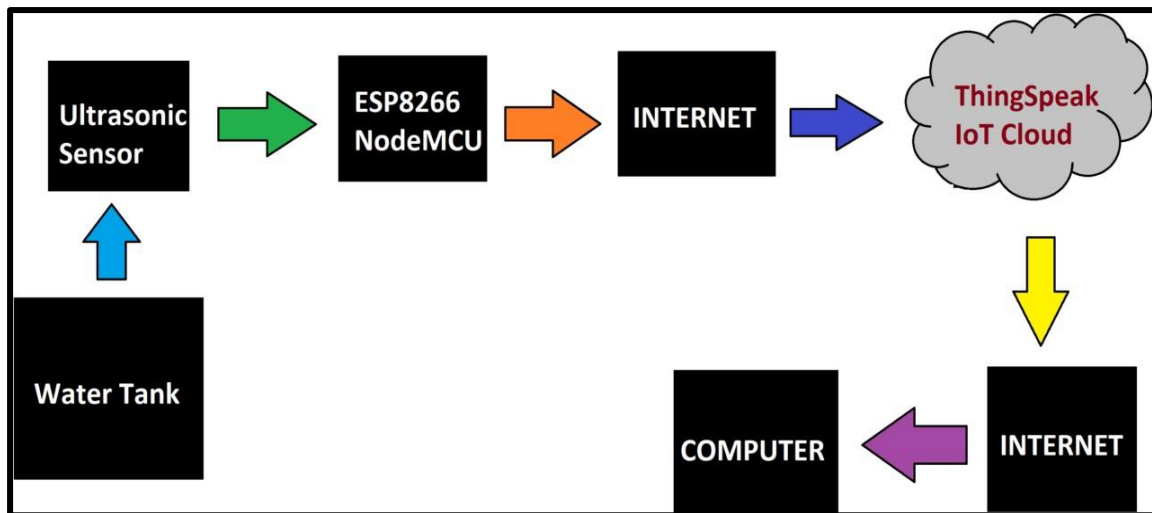 Ultrasonic
Sensor
ESP8266
NodeMCU
INTERNET
ThingSpeak
IoT Cloud
Water Tank
COMPUTER
INTERNET